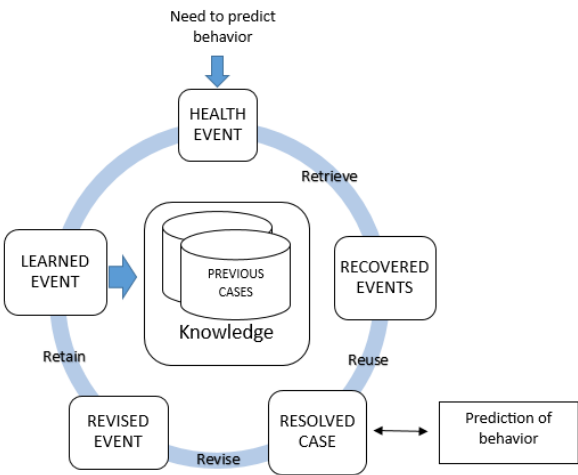 Need to predict
behavior
HEALTH
EVENT
Retrieve
RECOVERED
EVENTS
Reuse
RESOLVED
CASE
Prediction of
behavior
Revise
REVISED
EVENT
Retain
LEARNED
EVENT
PREVIOUS
CASES
Knowledge